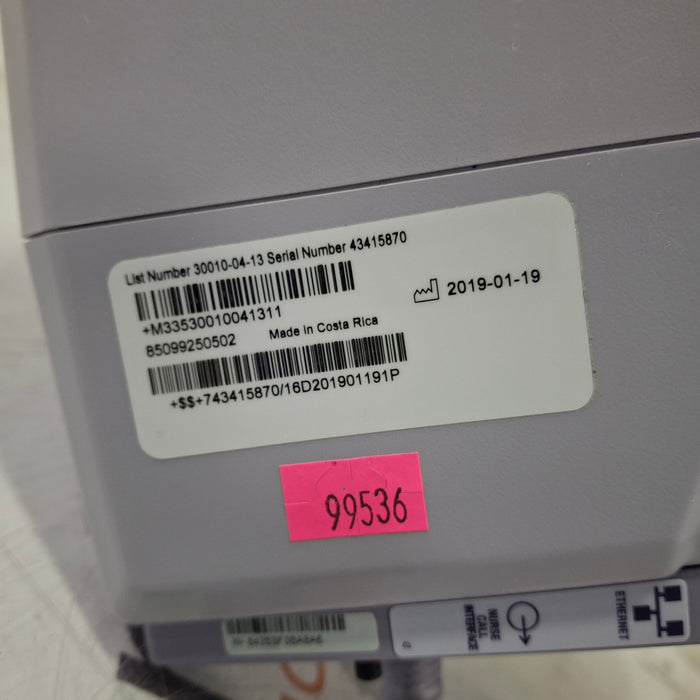 List Number 30010-04-13 Serial Number 43415870
+M33530010041311
85099250502 Made in Costa Rica
2019-01-19
+$$+743415870/16D201901191P
99536
NURSE
CALL
INTERFACE
ETHERNET